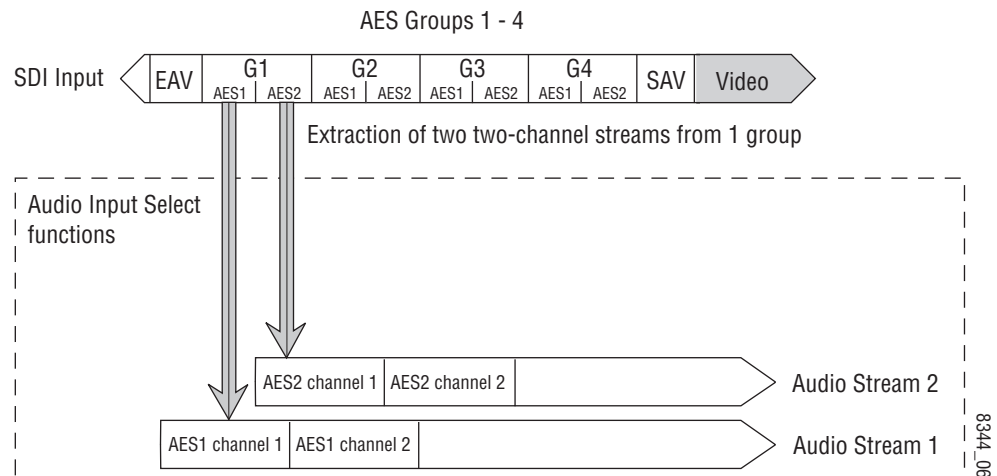 AES Groups 1 - 4
SDI Input
EAV
G1
G2
G3
G4
SAV
Video
AES1
AES2
AES1
AES2
AES1
AES2
AES1
AES2
Extraction of two two-channel streams from 1 group
Audio Input Select
functions
AES2 channel 1
AES2 channel 2
Audio Stream 2
AES1 channel 1
AES1 channel 2
Audio Stream 1
8344_06